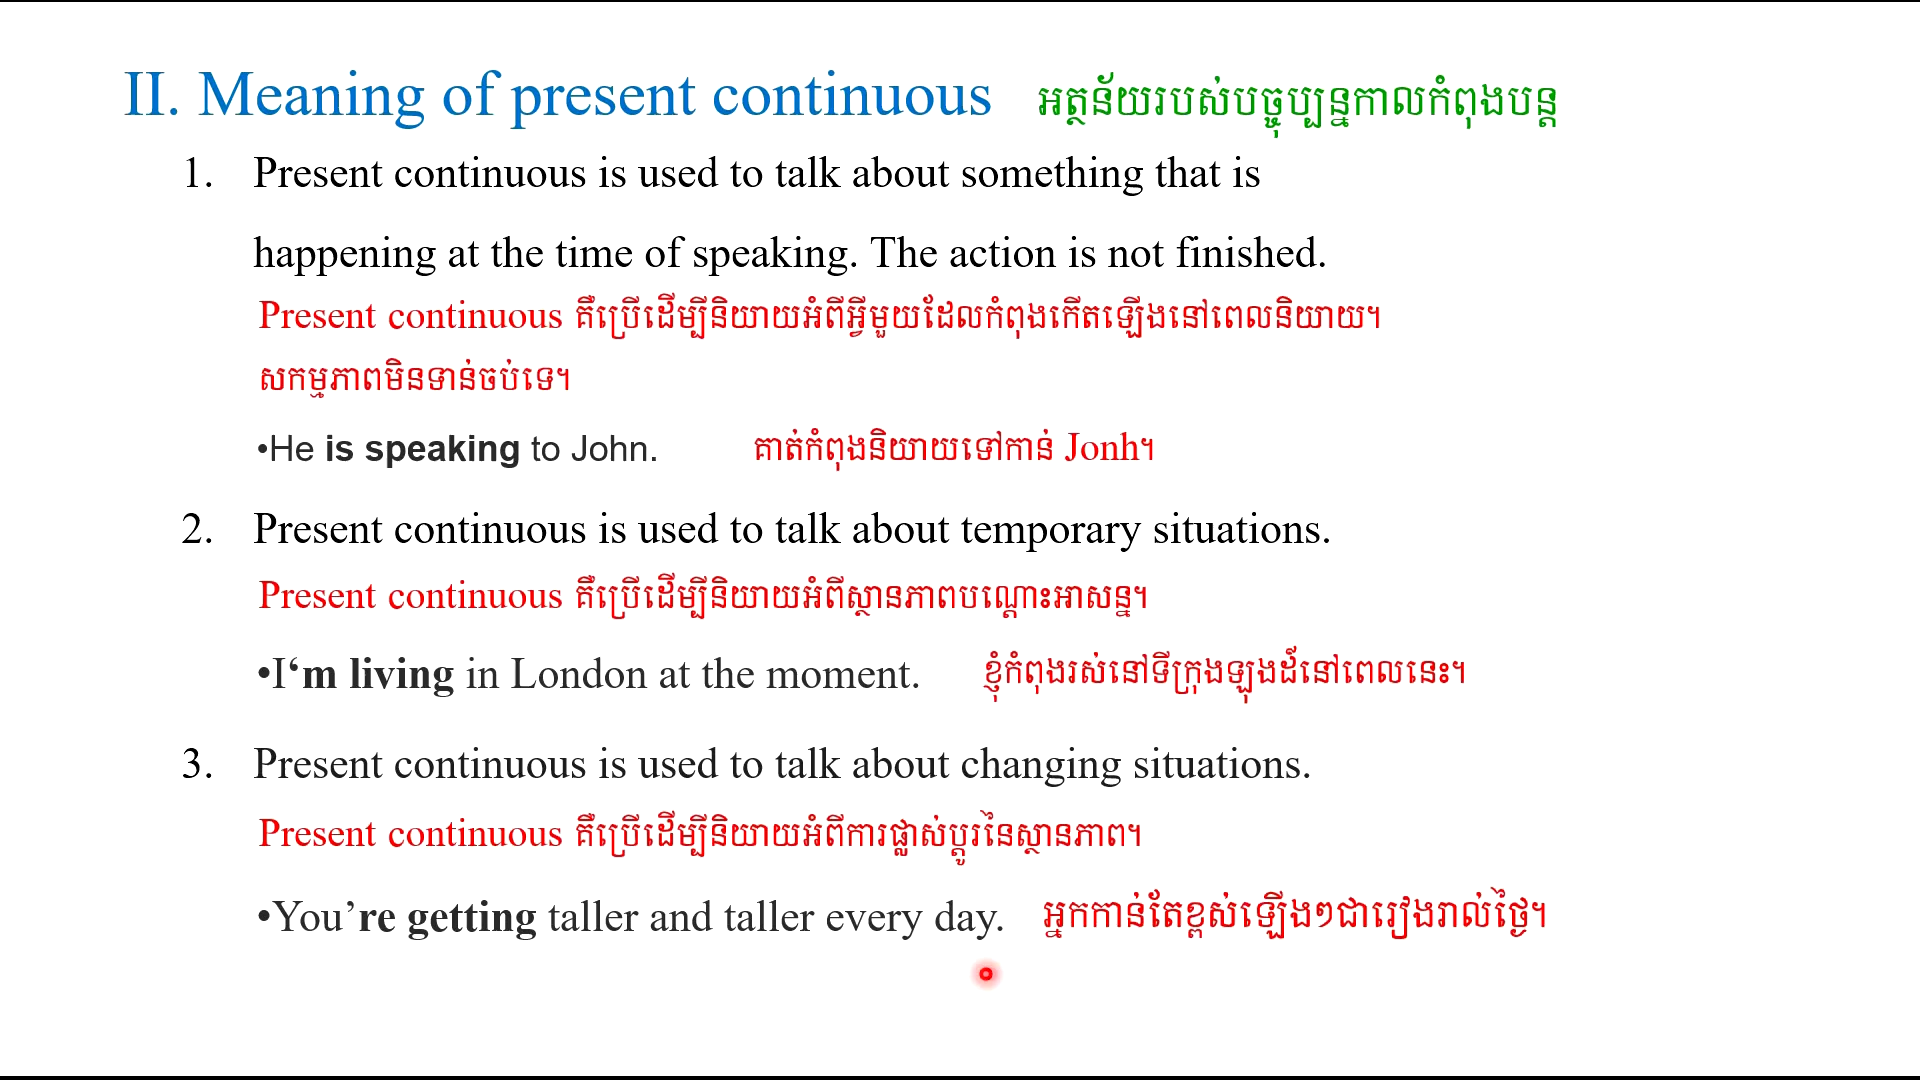 II. Meaning of present continuous អត្ថន័យរបស់បច្ចុប្បន្នកាលកំពុងបន្ត
1. Present continuous is used to talk about something that is
happening at the time of speaking. The action is not finished.
Present continuous គឺប្រើដើម្បីនិយាយអំពីអ្វីមួយដែលកំពុងកើតឡើងនៅពេលនិយាយ។
សកម្មភាពមិនទាន់ចប់ទេ។
•He is speaking to John. គាត់កំពុងនិយាយទៅកាន់ Jonh។
2. Present continuous is used to talk about temporary situations.
Present continuous គឺប្រើដើម្បីនិយាយអំពីស្ថានភាពបណ្ដោះអាសន្ន។
•I‘m living in London at the moment. ខ្ញុំកំពុងរស់នៅទីក្រុងឡុងដ៍នៅពេលនេះ។
3. Present continuous is used to talk about changing situations.
Present continuous គឺប្រើដើម្បីនិយាយអំពីការផ្លាស់ប្ដូរនៃស្ថានភាព។
•You’re getting taller and taller every day. អ្នកកាន់តែខ្ពស់ឡើងៗជារៀងរាល់ថ្ងៃ។